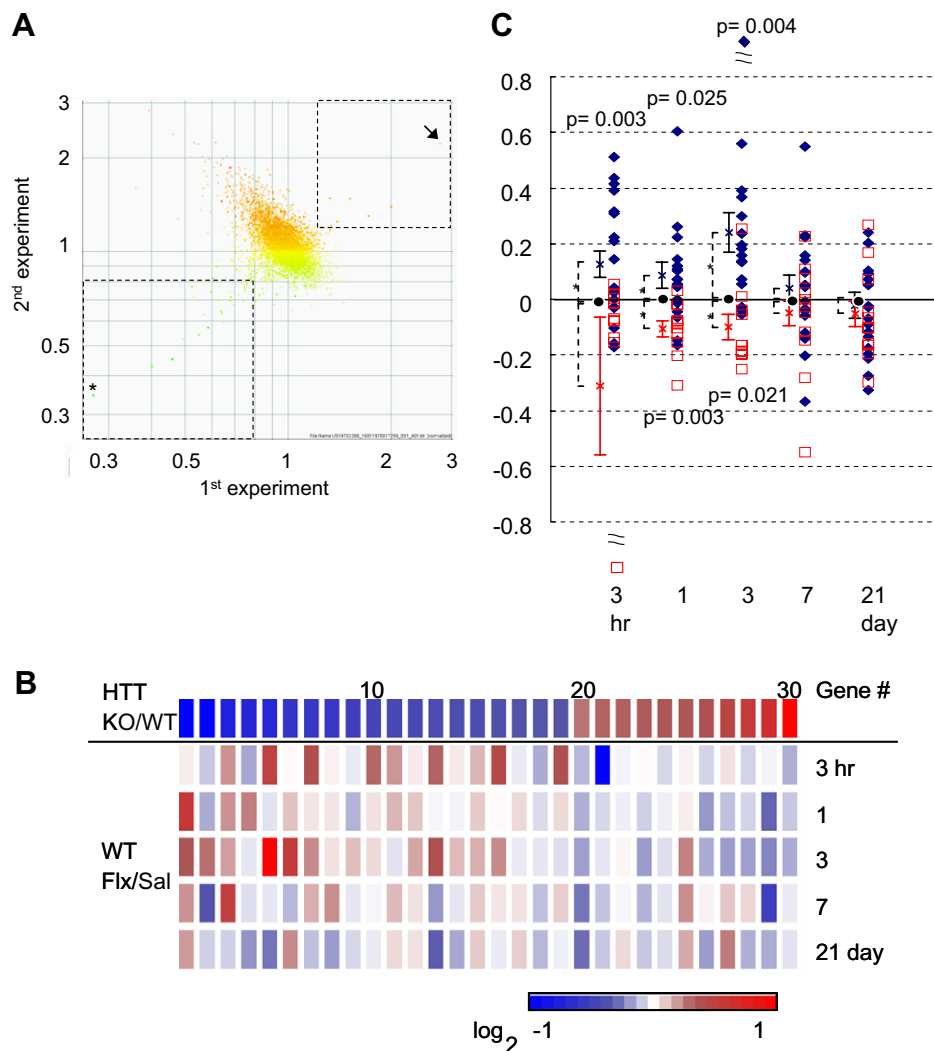 A
3
2
1
0.5
0.3
2nd experiment
*
0.3 0.5 1 2 3
1st experiment
C
p= 0.004
0.8
p= 0.025
p= 0.003
0.6
0.4
0.2
0
-0.2
-0.4
-0.6
-0.8
* * * * * *
p= 0.021
p= 0.003
3 1 3 7 21
hr day
B
HTT 10 20 30 Gene #
KO/WT
3 hr
1
WT
Flx/Sal
3
7
21 day
log2 -1 1